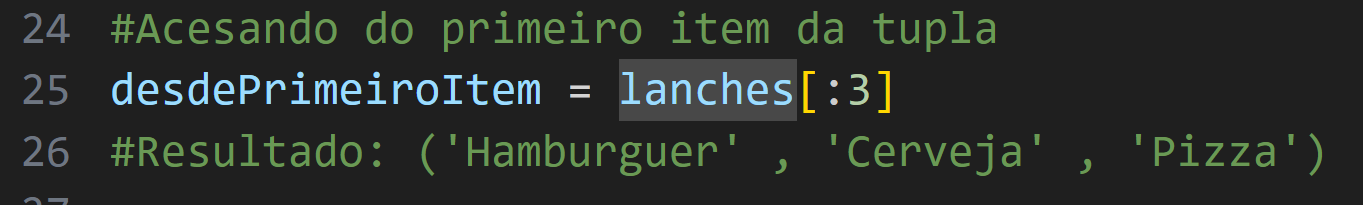 24 #Acesando do primeiro item da tupla
25 desdePrimeiroItem = lanches[:3]
26 #Resultado: ('Hamburguer' , 'Cerveja' , 'Pizza')